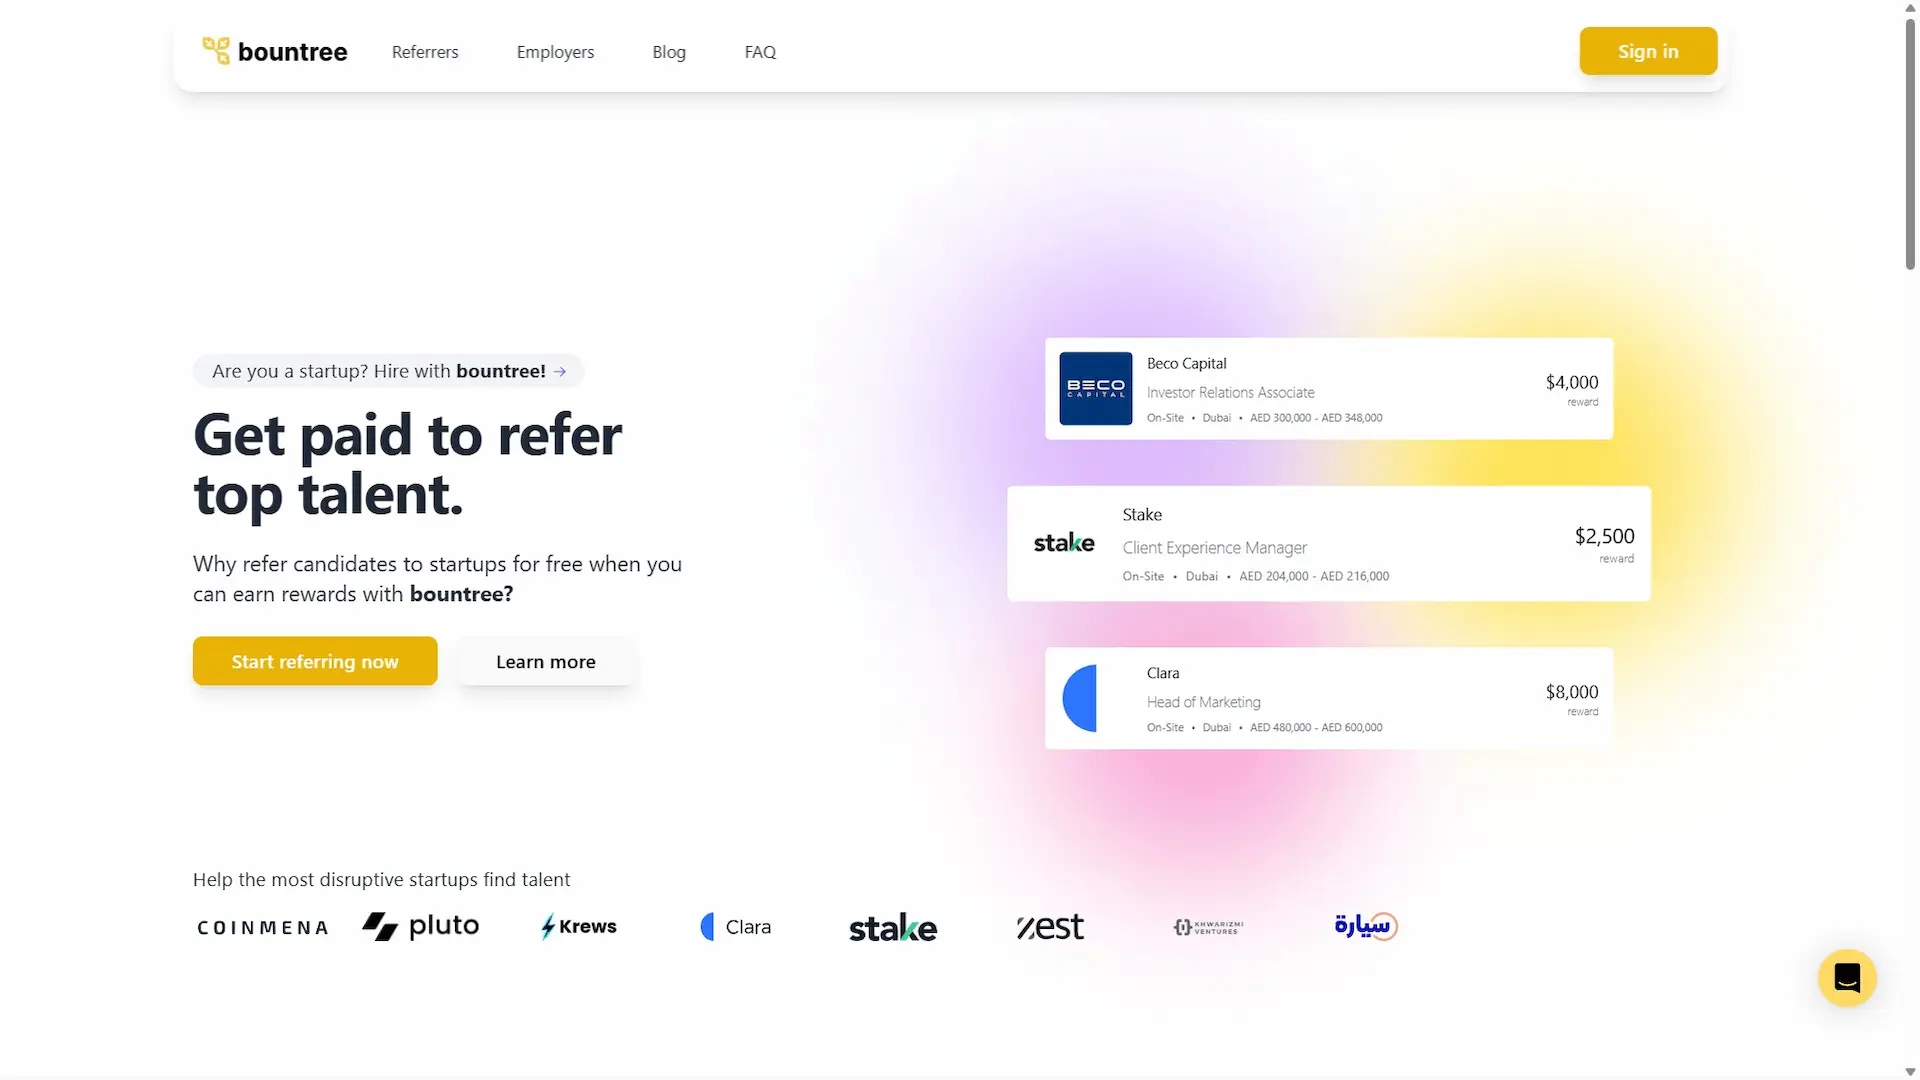 bountree
Referrers
Employers
Blog
FAQ
Sign in
Are you a startup? Hire with bountree! →
Get paid to refer
top talent.
Why refer candidates to startups for free when you
can earn rewards with bountree?
Start referring now
Learn more
BECO
CAPITAL
Beco Capital
Investor Relations Associate
On-Site • Dubai • AED 300,000 - AED 348,000
$4,000
reward
stake
Stake
Client Experience Manager
On-Site • Dubai • AED 204,000 - AED 216,000
$2,500
reward
Clara
Head of Marketing
On-Site • Dubai • AED 480,000 - AED 600,000
$8,000
reward
Help the most disruptive startups find talent
COINMENA
pluto
Krews
Clara
stake
zest
KHWARIZMI
VENTURES
سيارة